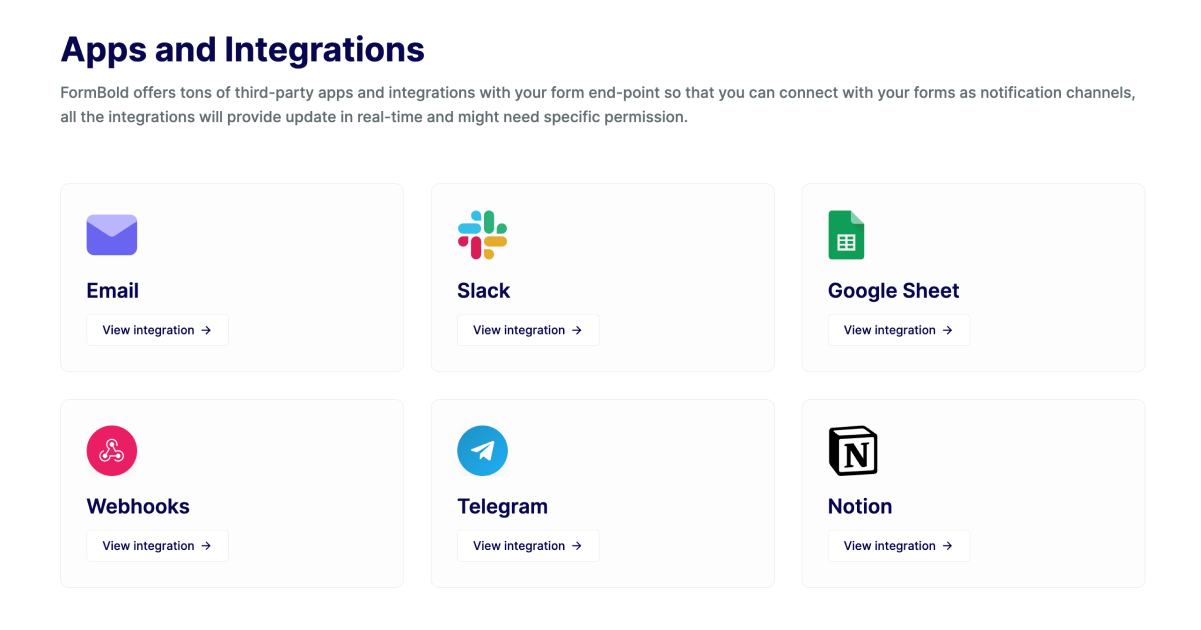 Apps and Integrations
FormBold offers tons of third-party apps and integrations with your form end-point so that you can connect with your forms as notification channels,
all the integrations will provide update in real-time and might need specific permission.
Email
View integration →
Slack
View integration →
Google Sheet
View integration →
Webhooks
View integration →
Telegram
View integration →
N
Notion
View integration →